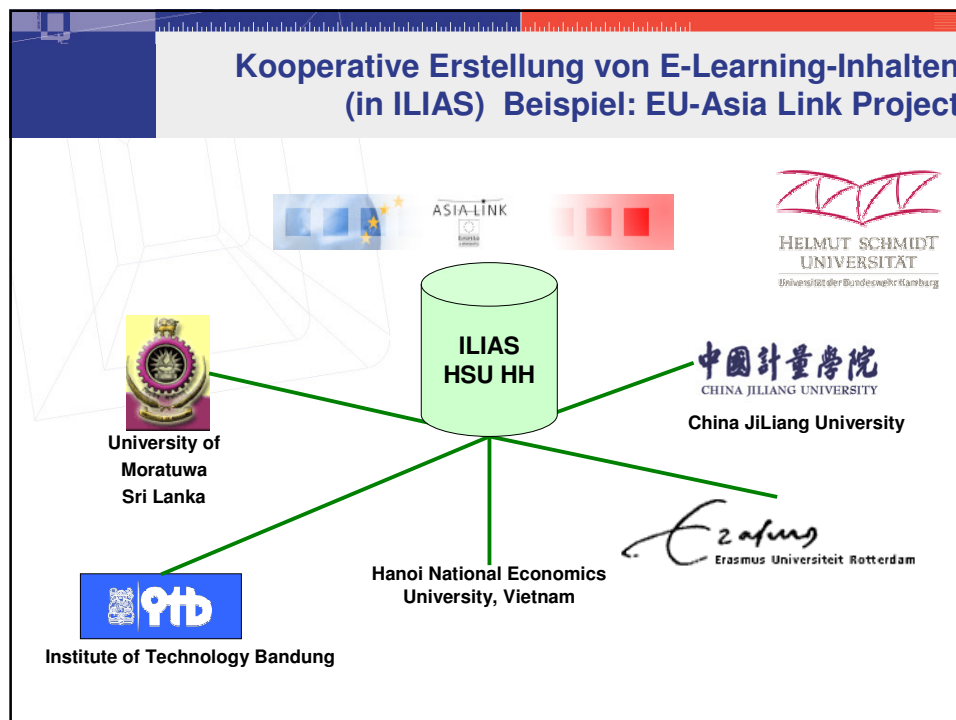 Kooperative Erstellung von E-Learning-Inhalten
(in ILIAS) Beispiel: EU-Asia Link Project
ASIA-LINK
HELMUT SCHMIDT
UNIVERSITÄT
Universität der Bundeswehr Hamburg
ILIAS
HSU HH
University of
Moratuwa
Sri Lanka
中國計量學院
CHINA JILIANG UNIVERSITY
China JiLiang University
Erasmus Universiteit Rotterdam
Hanoi National Economics
University, Vietnam
itb
Institute of Technology Bandung